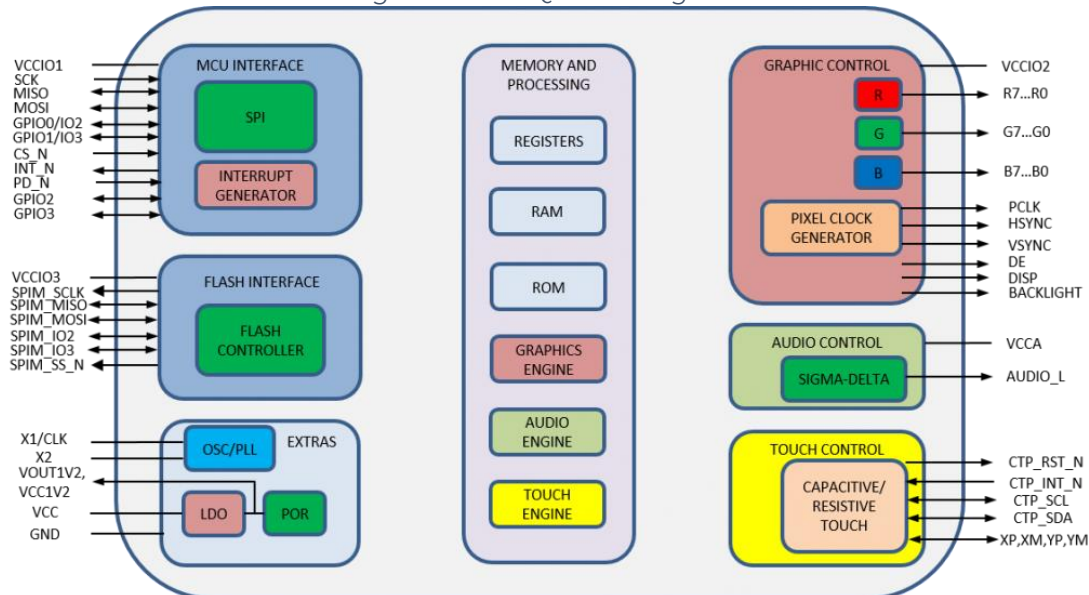 VCCIO1
SCK
MISO
MOSI
GPIO0/IO2
GPIO1/IO3
CS_N
INT_N
PD_N
GPIO2
GPIO3
MCU INTERFACE
SPI
INTERRUPT
GENERATOR
VCCIO3
SPIM_SCLK
SPIM_MISO
SPIM_MOSI
SPIM_IO2
SPIM_IO3
SPIM_SS_N
FLASH INTERFACE
FLASH
CONTROLLER
X1/CLK
X2
VOUT1V2,
VCC1V2
VCC
GND
EXTRAS
OSC/PLL
LDO
POR
MEMORY AND
PROCESSING
REGISTERS
RAM
ROM
GRAPHICS
ENGINE
AUDIO
ENGINE
TOUCH
ENGINE
GRAPHIC CONTROL
R
G
B
PIXEL CLOCK
GENERATOR
VCCIO2
R7...R0
G7...G0
B7...B0
PCLK
HSYNC
VSYNC
DE
DISP
BACKLIGHT
AUDIO CONTROL
SIGMA-DELTA
VCCA
AUDIO_L
TOUCH CONTROL
CAPACITIVE/
RESISTIVE
TOUCH
CTP_RST_N
CTP_INT_N
CTP_SCL
CTP_SDA
XP,XM,YP,YM